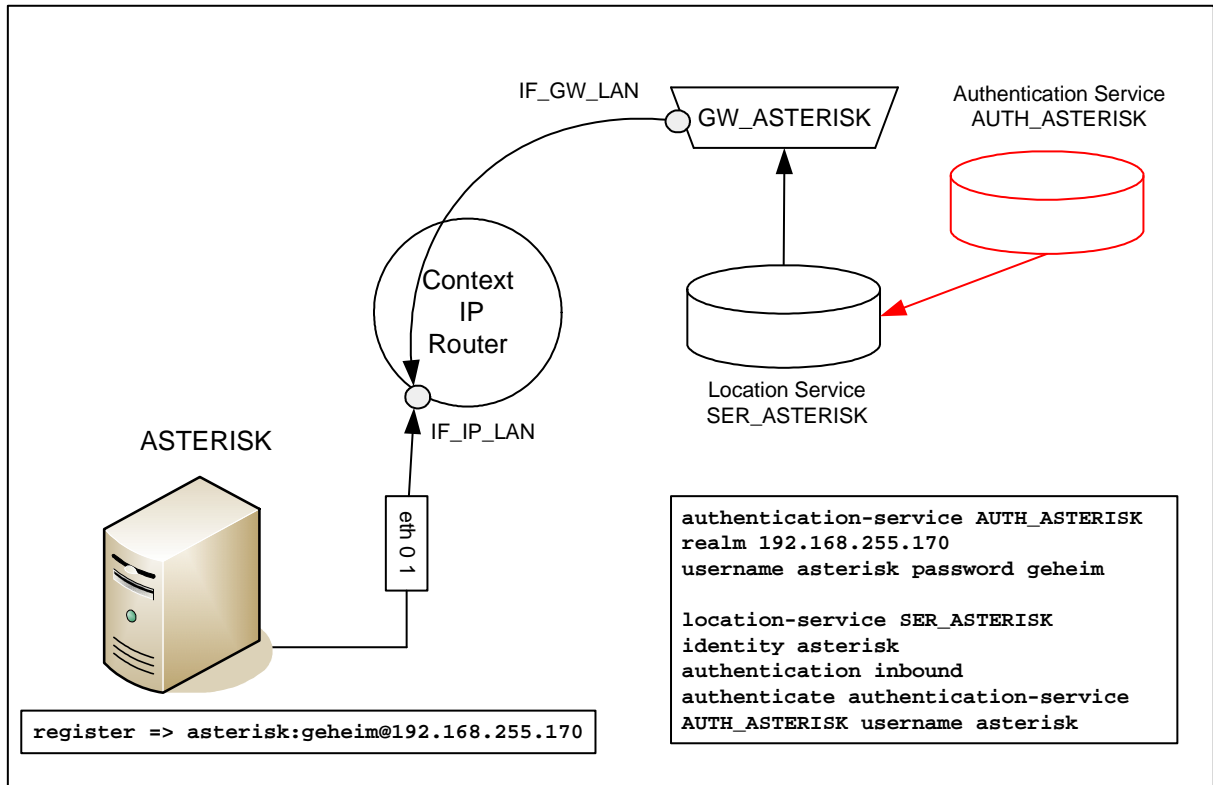 IF_GW_LAN
GW_ASTERISK
Authentication Service
AUTH_ASTERISK
Context
IP
Router
Location Service
SER_ASTERISK
IF_IP_LAN
ASTERISK
eth 0 1
register => asterisk:geheim@192.168.255.170
authentication-service AUTH_ASTERISK
realm 192.168.255.170
username asterisk password geheim
location-service SER_ASTERISK
identity asterisk
authentication inbound
authenticate authentication-service
AUTH_ASTERISK username asterisk